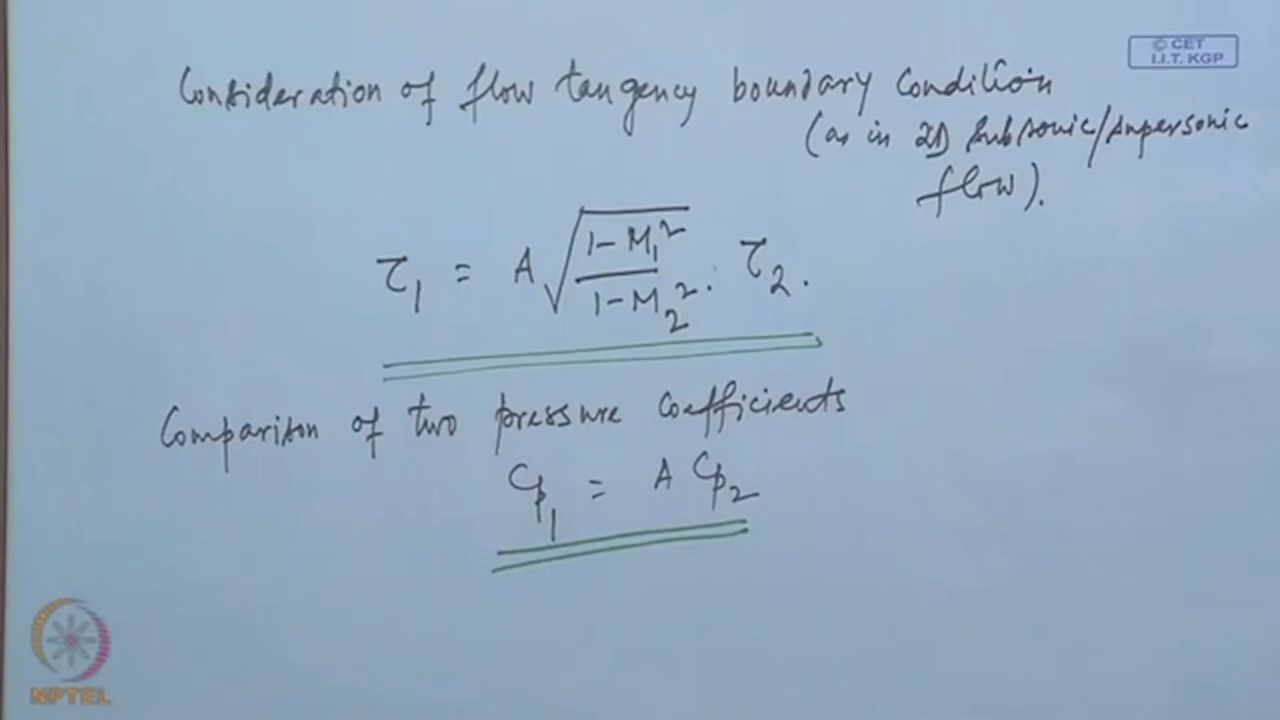 © CET
I.I.T. KGP
Consideration of flow tangency boundary condition
(as in 2D subsonic/supersonic
flow).
τ₁ = A √((1-M₁²)/(1-M₂²)) · τ₂.
Comparison of two pressure coefficients
Cp₁ = A Cp₂
NPTEL